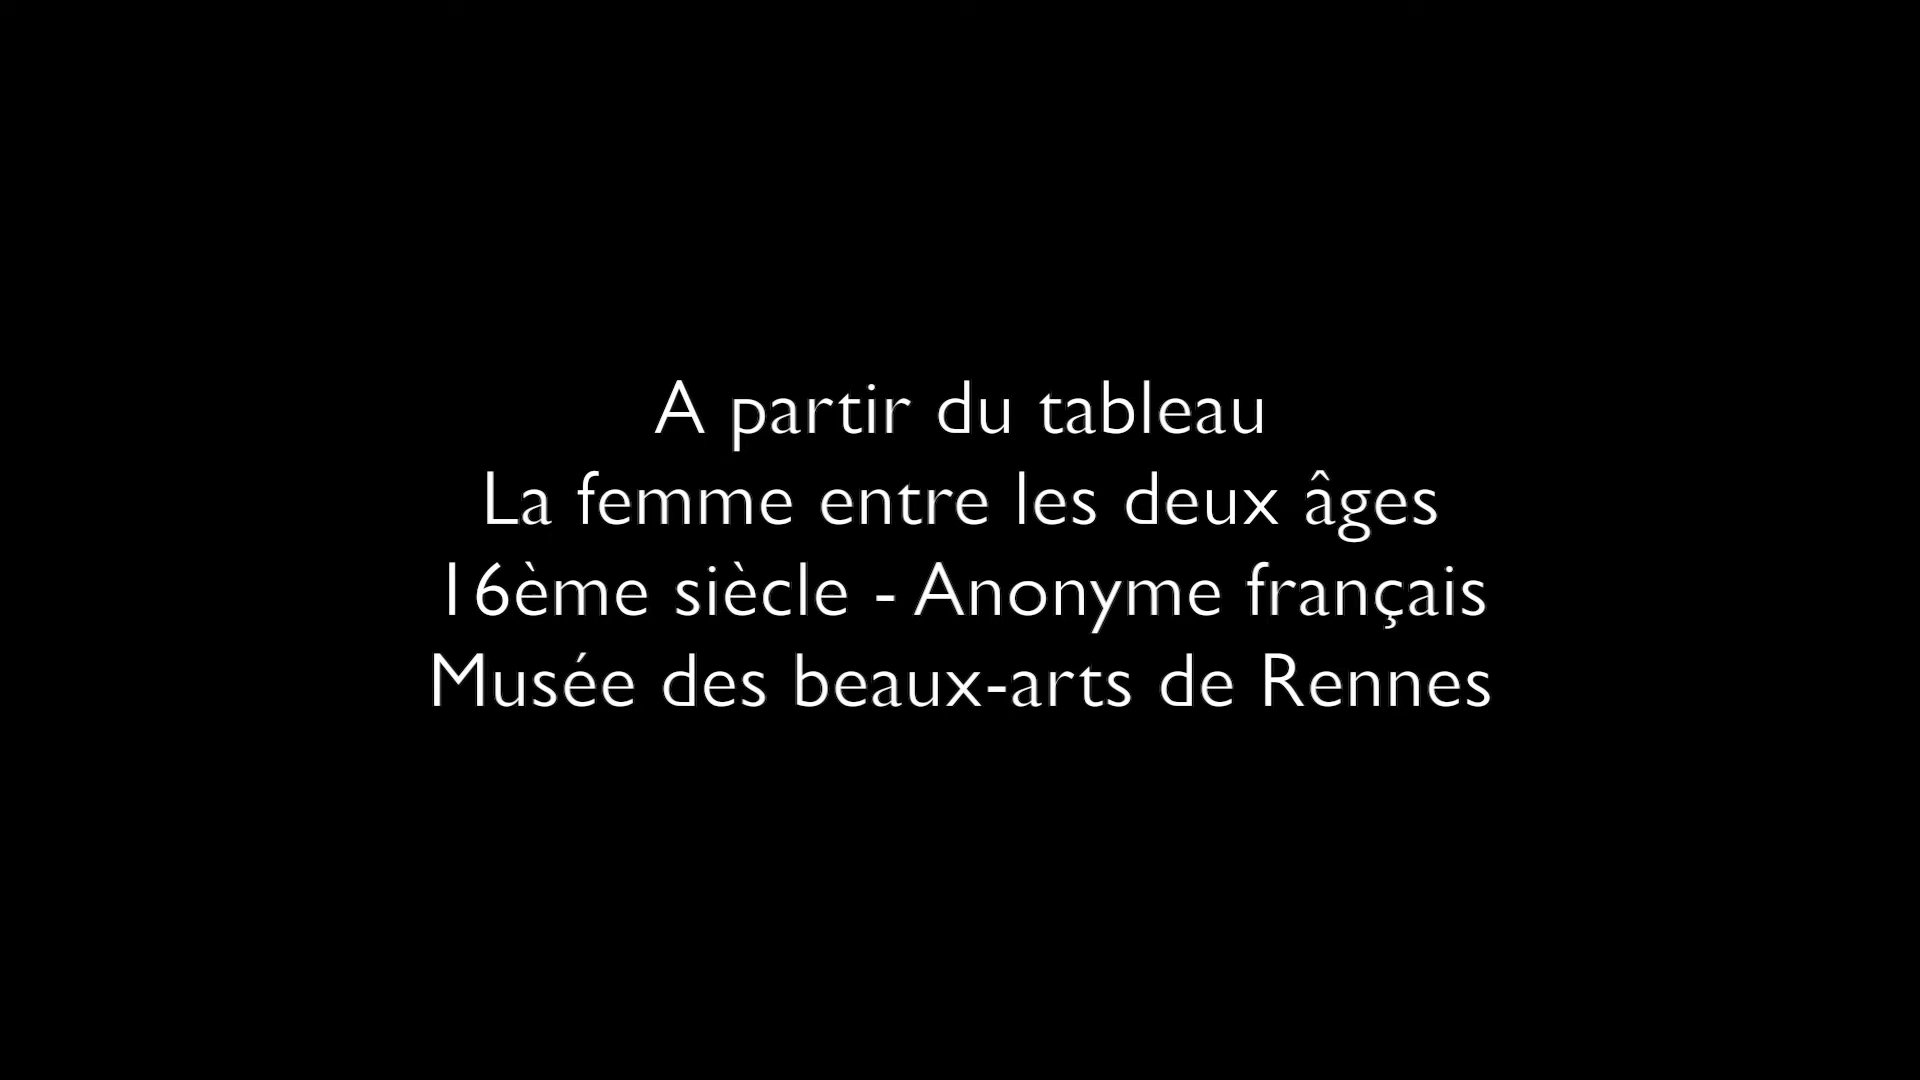 A partir du tableau
La femme entre les deux âges
16ème siècle - Anonyme français
Musée des beaux-arts de Rennes